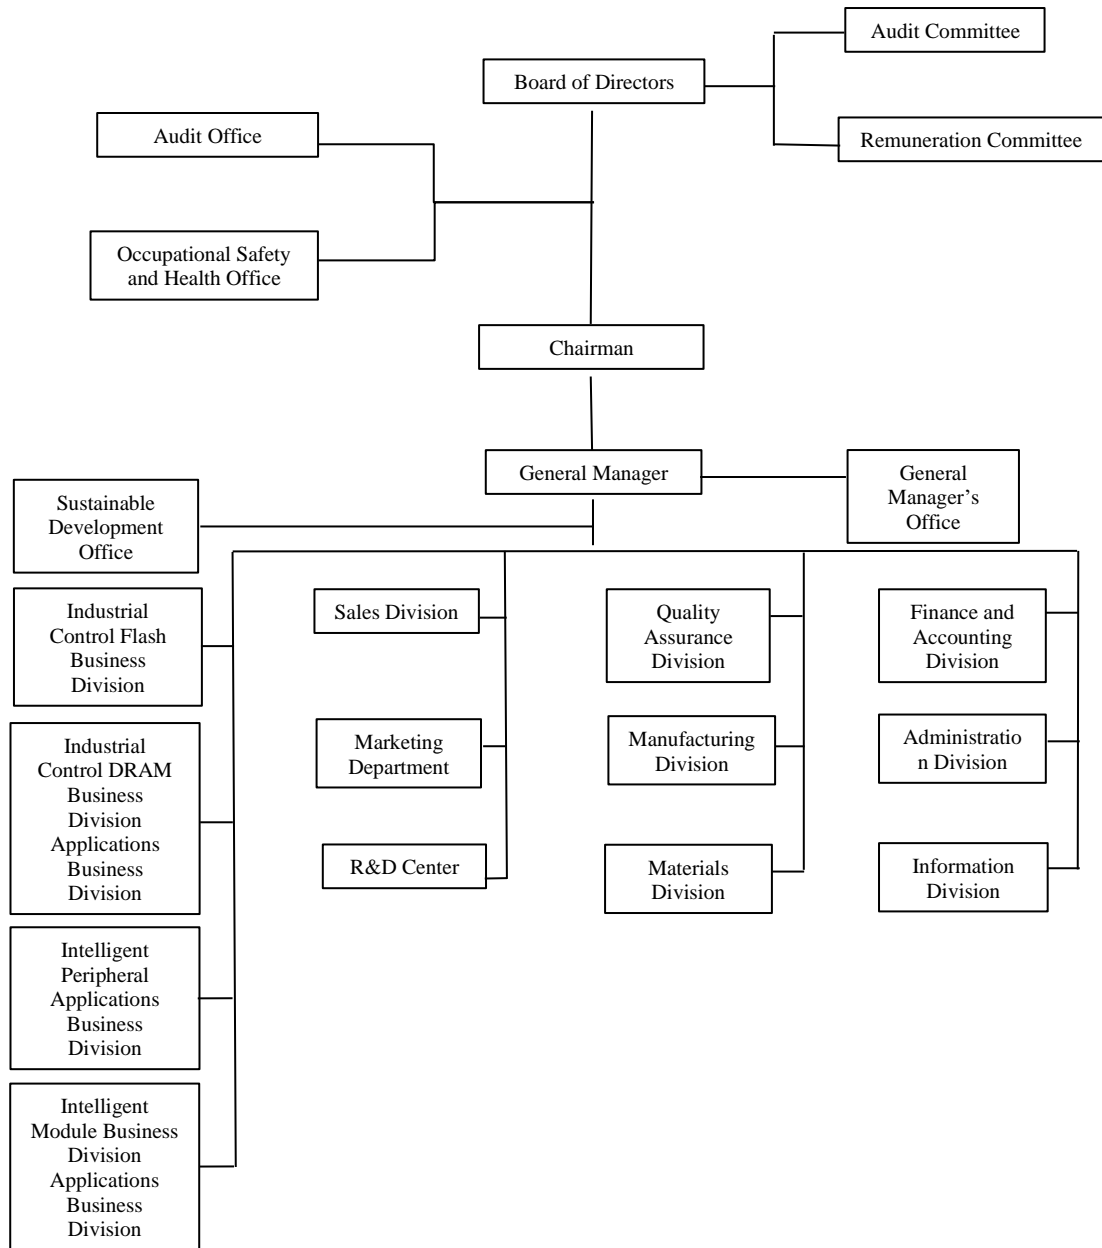 Audit Committee
Board of Directors
Audit Office
Remuneration Committee
Occupational Safety
and Health Office
Chairman
General Manager
General
Manager’s
Office
Sustainable
Development
Office
Industrial
Control Flash
Business
Division
Industrial
Control DRAM
Business
Division
Applications
Business
Division
Intelligent
Peripheral
Applications
Business
Division
Intelligent
Module Business
Division
Applications
Business
Division
Sales Division
Marketing
Department
R&D Center
Quality
Assurance
Division
Manufacturing
Division
Materials
Division
Finance and
Accounting
Division
Administratio
n Division
Information
Division